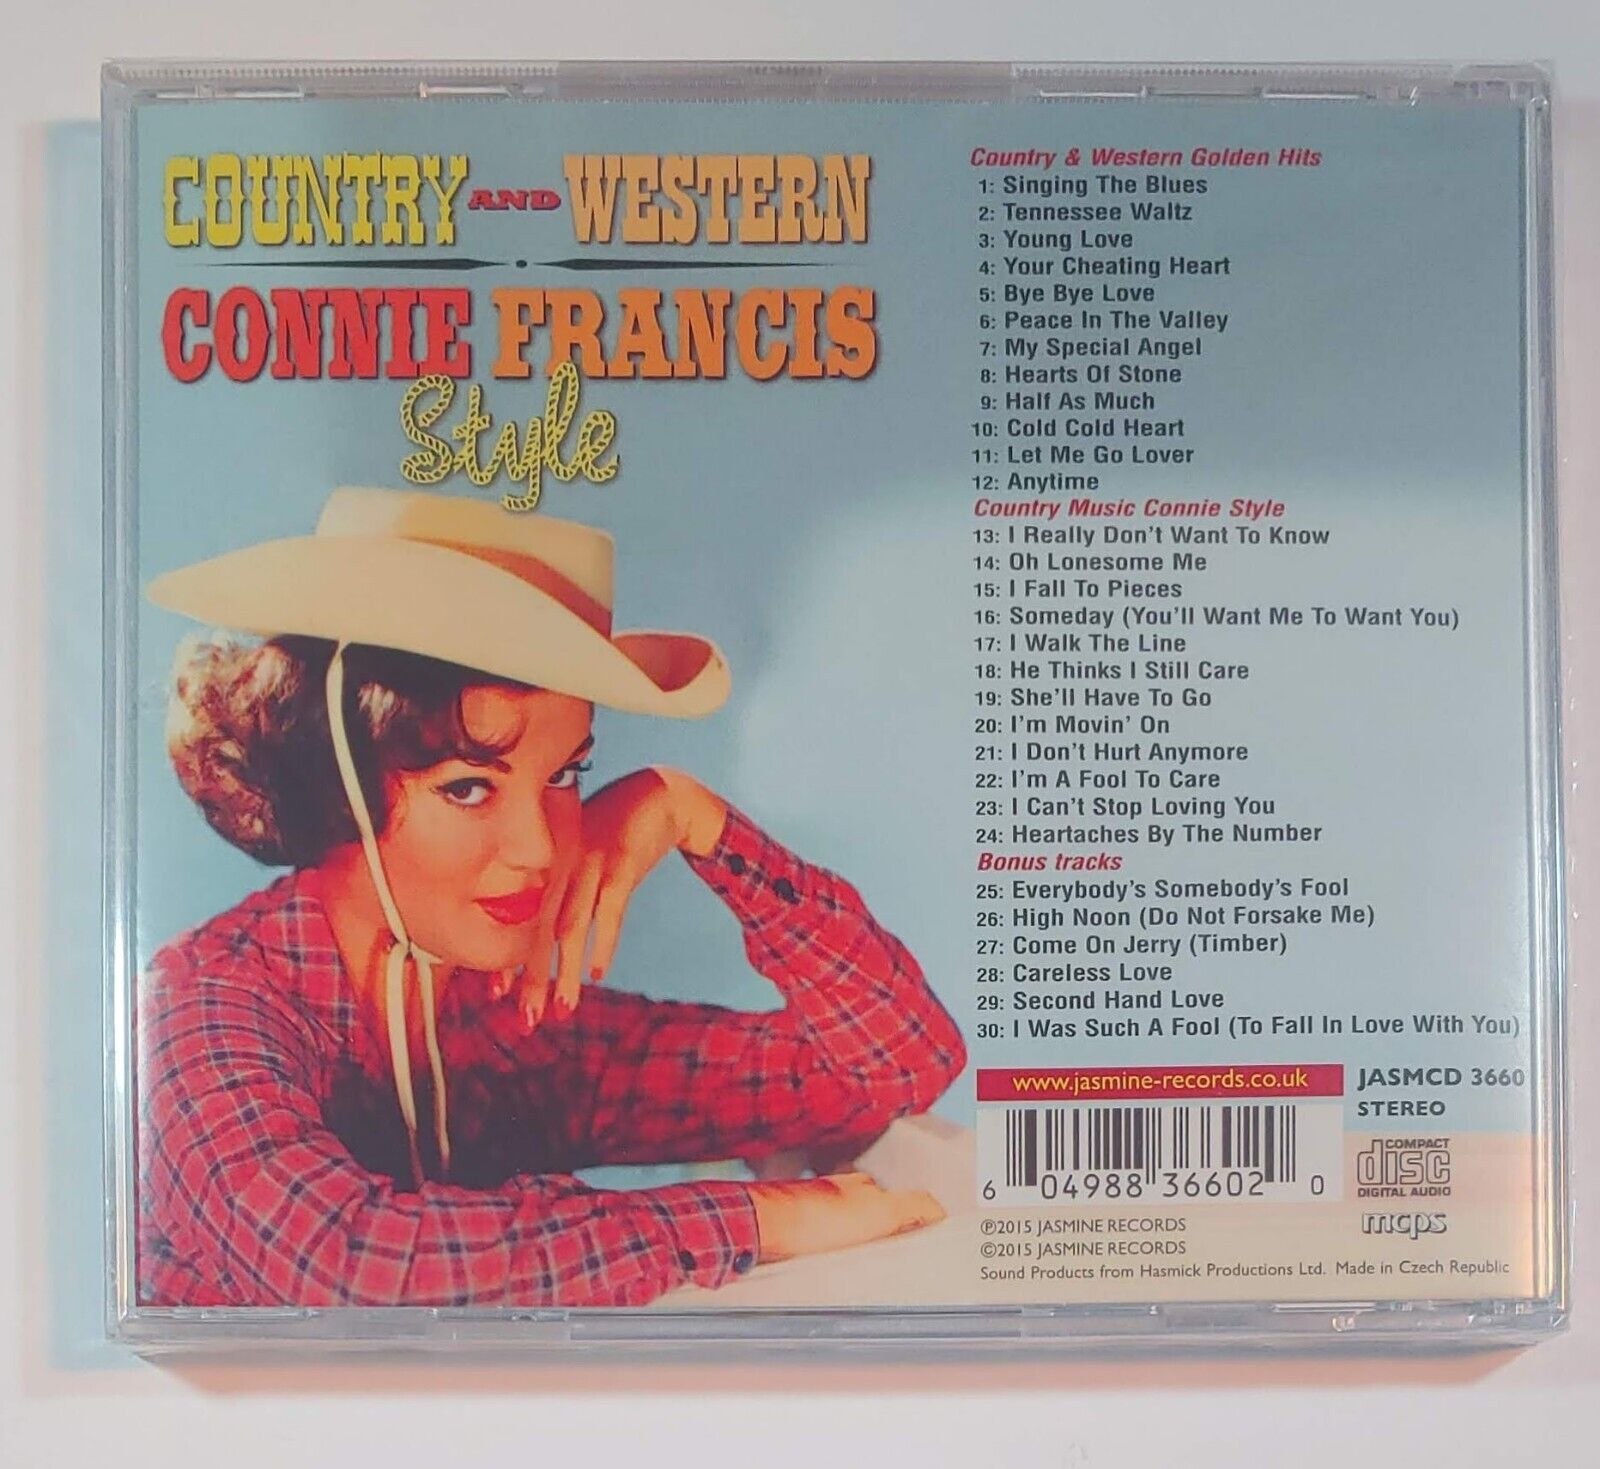 COUNTRY AND WESTERN
CONNIE FRANCIS
Style
Country & Western Golden Hits
1: Singing The Blues
2: Tennessee Waltz
3: Young Love
4: Your Cheating Heart
5: Bye Bye Love
6: Peace In The Valley
7: My Special Angel
8: Hearts Of Stone
9: Half As Much
10: Cold Cold Heart
11: Let Me Go Lover
12: Anytime
Country Music Connie Style
13: I Really Don't Want To Know
14: Oh Lonesome Me
15: I Fall To Pieces
16: Someday (You'll Want Me To Want You)
17: I Walk The Line
18: He Thinks I Still Care
19: She'll Have To Go
20: I'm Movin' On
21: I Don't Hurt Anymore
22: I'm A Fool To Care
23: I Can't Stop Loving You
24: Heartaches By The Number
Bonus tracks
25: Everybody's Somebody's Fool
26: High Noon (Do Not Forsake Me)
27: Come On Jerry (Timber)
28: Careless Love
29: Second Hand Love
30: I Was Such A Fool (To Fall In Love With You)
www.jasmine-records.co.uk
JASMCD 3660
STEREO
COMPACT
disc
DIGITAL AUDIO
6 04988 36602 0
mcps
℗2015 JASMINE RECORDS
©2015 JASMINE RECORDS
Sound Products from Hasmick Productions Ltd. Made in Czech Republic